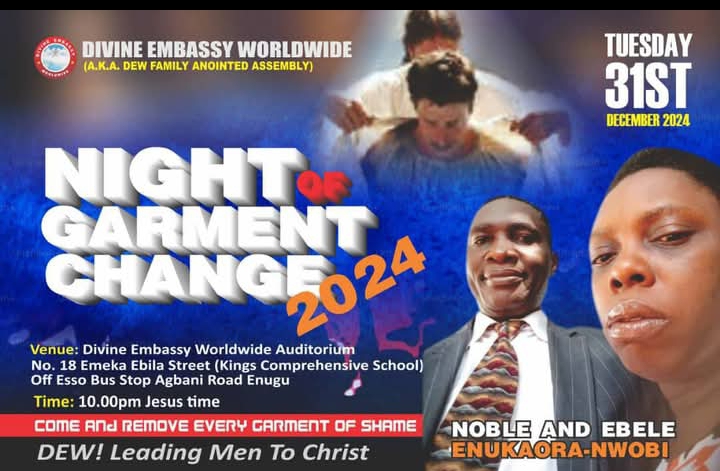 DIVINE EMBASSY WORLDWIDE
(A.K.A. DEW FAMILY ANOINTED ASSEMBLY)
TUESDAY
31ST
DECEMBER 2024
NIGHT OF
GARMENT
CHANGE
2024
Venue: Divine Embassy Worldwide Auditorium
No. 18 Emeka Ebila Street (Kings Comprehensive School)
Off Esso Bus Stop Agbani Road Enugu
Time: 10.00pm Jesus time
COME And REMOVE EVERY GARMENT OF SHAME
DEW! Leading Men To Christ
NOBLE AND EBELE
ENUKAORA-NWOBI